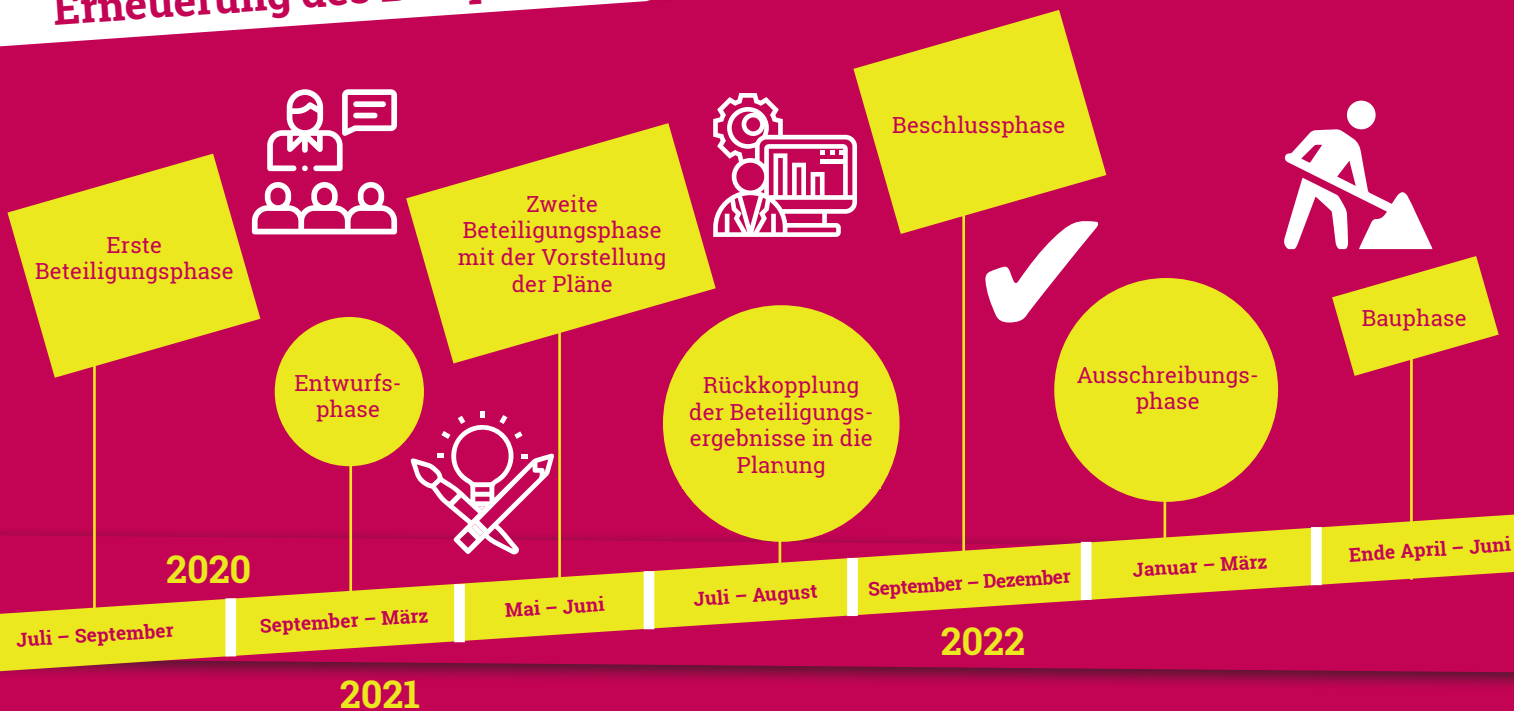 Erneuerung des
Erste
Beteiligungsphase
Entwurfs-
phase
Zweite
Beteiligungsphase
mit der Vorstellung
der Pläne
Rückkopplung
der Beteiligungs-
ergebnisse in die
Planung
Beschlussphase
Ausschreibungs-
phase
Bauphase
2020
Juli – September
September – März
Mai – Juni
Juli – August
September – Dezember
Januar – März
Ende April – Juni
2021
2022